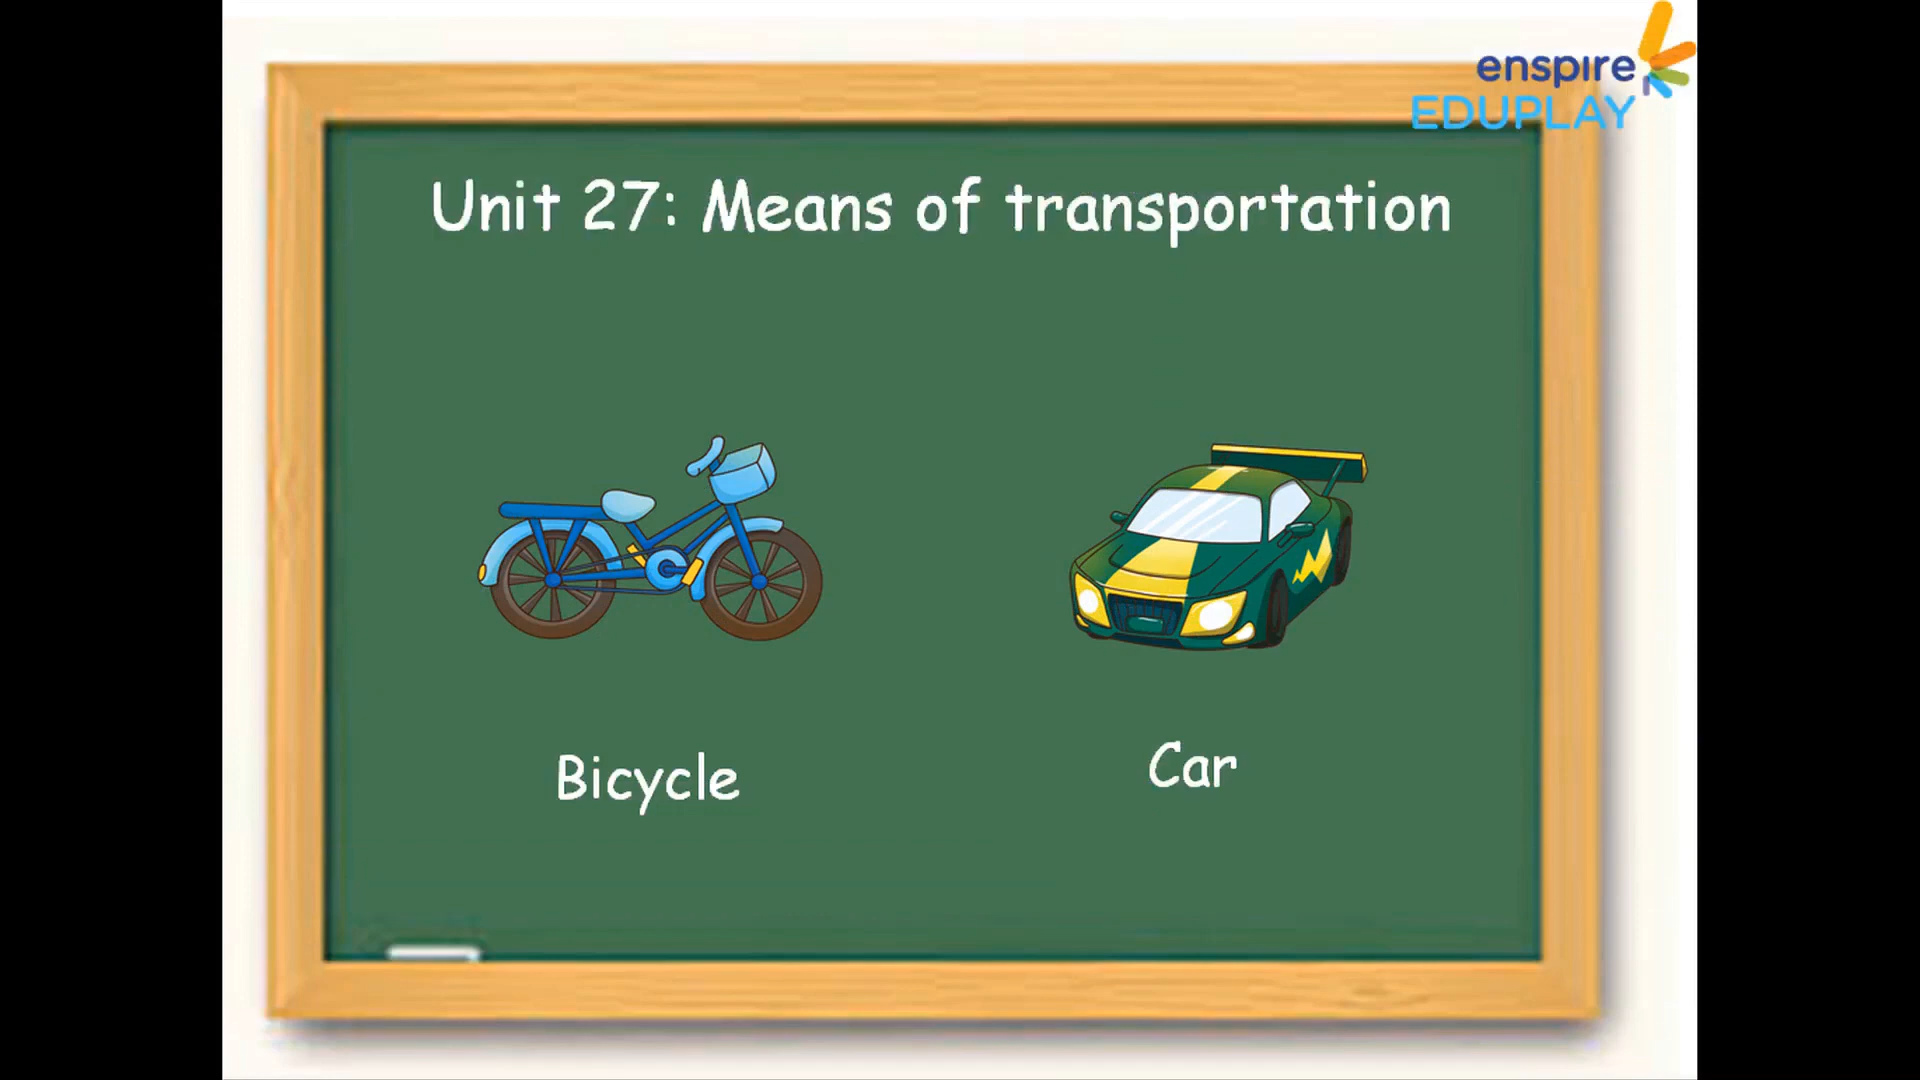 enspire
EDUPLAY
Unit 27: Means of transportation
Bicycle
Car